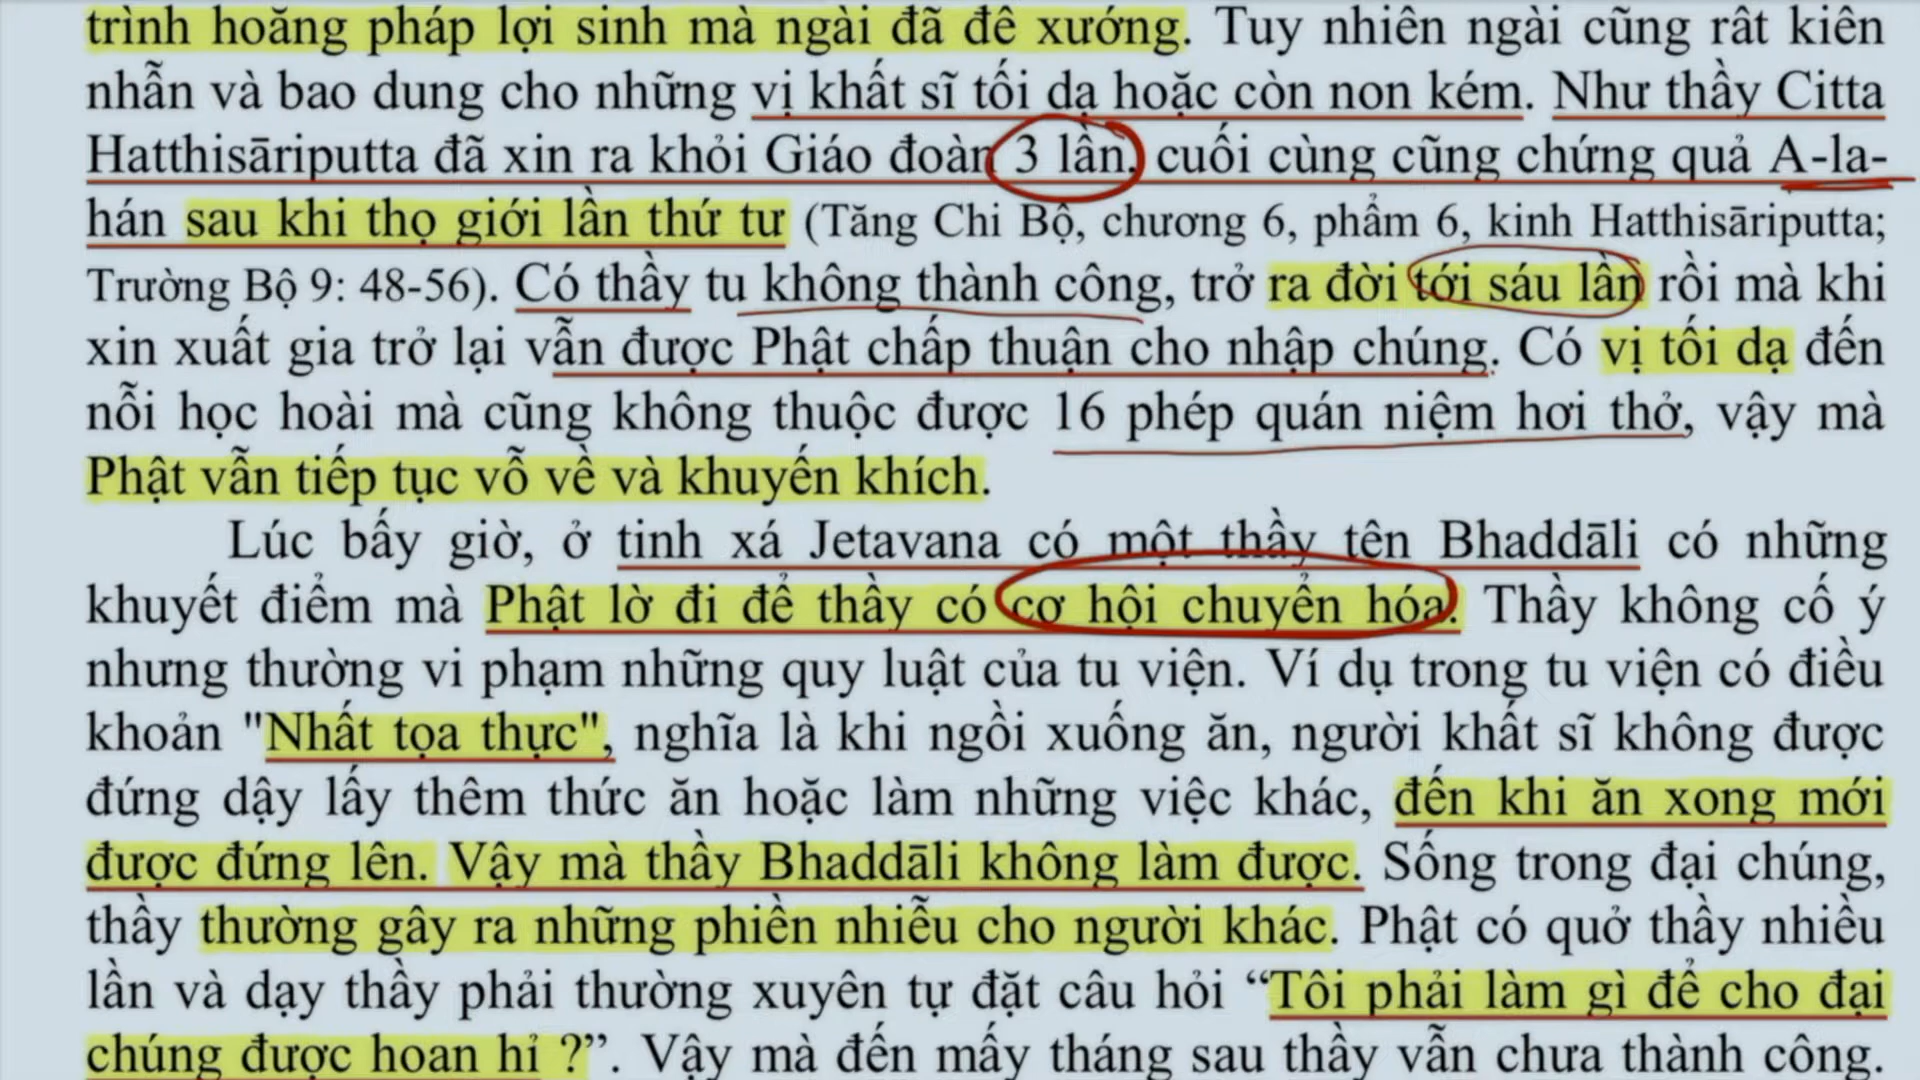 trình hoằng pháp lợi sinh mà ngài đã đề xướng. Tuy nhiên ngài cũng rất kiên
nhẫn và bao dung cho những vị khất sĩ tối dạ hoặc còn non kém. Như thầy Citta
Hatthisāriputta đã xin ra khỏi Giáo đoàn 3 lần, cuối cùng cũng chứng quả A-la-
hán sau khi thọ giới lần thứ tư (Tăng Chi Bộ, chương 6, phẩm 6, kinh Hatthisāriputta;
Trường Bộ 9: 48-56). Có thầy tu không thành công, trở ra đời tới sáu lần rồi mà khi
xin xuất gia trở lại vẫn được Phật chấp thuận cho nhập chúng. Có vị tối dạ đến
nỗi học hoài mà cũng không thuộc được 16 phép quán niệm hơi thở, vậy mà
Phật vẫn tiếp tục vỗ về và khuyến khích.
Lúc bấy giờ, ở tinh xá Jetavana có một thầy tên Bhaddāli có những
khuyết điểm mà Phật lờ đi để thầy có cơ hội chuyển hóa. Thầy không cố ý
nhưng thường vi phạm những quy luật của tu viện. Ví dụ trong tu viện có điều
khoản "Nhất tọa thực", nghĩa là khi ngồi xuống ăn, người khất sĩ không được
đứng dậy lấy thêm thức ăn hoặc làm những việc khác, đến khi ăn xong mới
được đứng lên. Vậy mà thầy Bhaddāli không làm được. Sống trong đại chúng,
thầy thường gây ra những phiền nhiễu cho người khác. Phật có quở thầy nhiều
lần và dạy thầy phải thường xuyên tự đặt câu hỏi “Tôi phải làm gì để cho đại
chúng được hoan hỉ ?”. Vậy mà đến mấy tháng sau thầy vẫn chưa thành công.